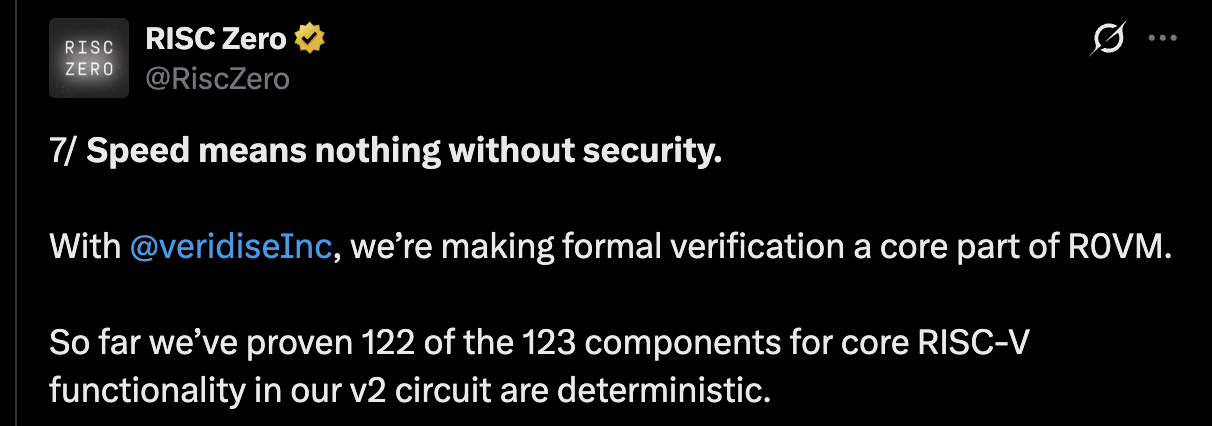 RISC
ZERO
RISC Zero
@RiscZero
7/ Speed means nothing without security.
With @veridiseInc, we’re making formal verification a core part of R0VM.
So far we’ve proven 122 of the 123 components for core RISC-V
functionality in our v2 circuit are deterministic.